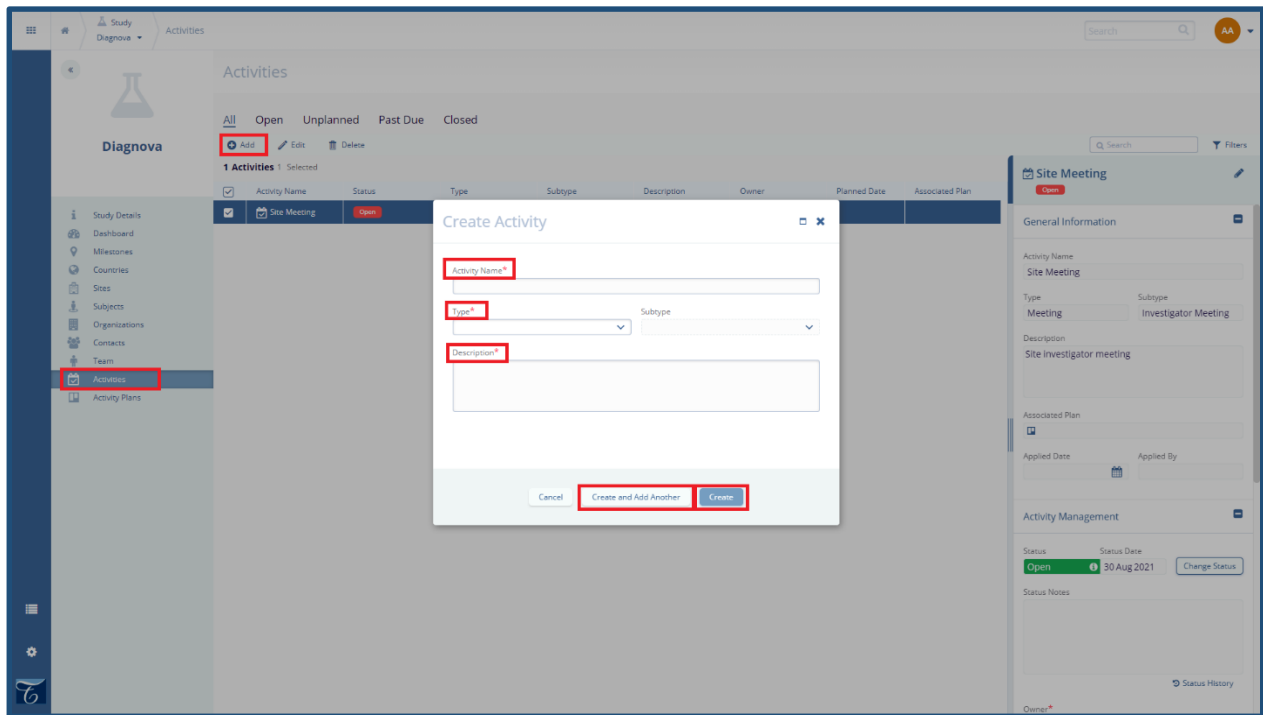 Study
Diagnova
Activities
Search
AA
Activities
Diagnova
All Open Unplanned Past Due Closed
Add Edit Delete
Search
Filters
1 Activities 1 Selected
Activity Name Status Type Subtype Description Owner Planned Date Associated Plan
Site Meeting Open
Study Details
Dashboard
Milestones
Countries
Sites
Subjects
Organizations
Contacts
Team
Activities
Activity Plans
Create Activity
Activity Name*
Type* Subtype
Description*
Cancel Create and Add Another Create
Site Meeting
Open
General Information
Activity Name
Site Meeting
Type Subtype
Meeting Investigator Meeting
Description
Site investigator meeting
Associated Plan
Applied Date Applied By
Activity Management
Status Status Date
Open 30 Aug 2021 Change Status
Status Notes
Status History
Owner*